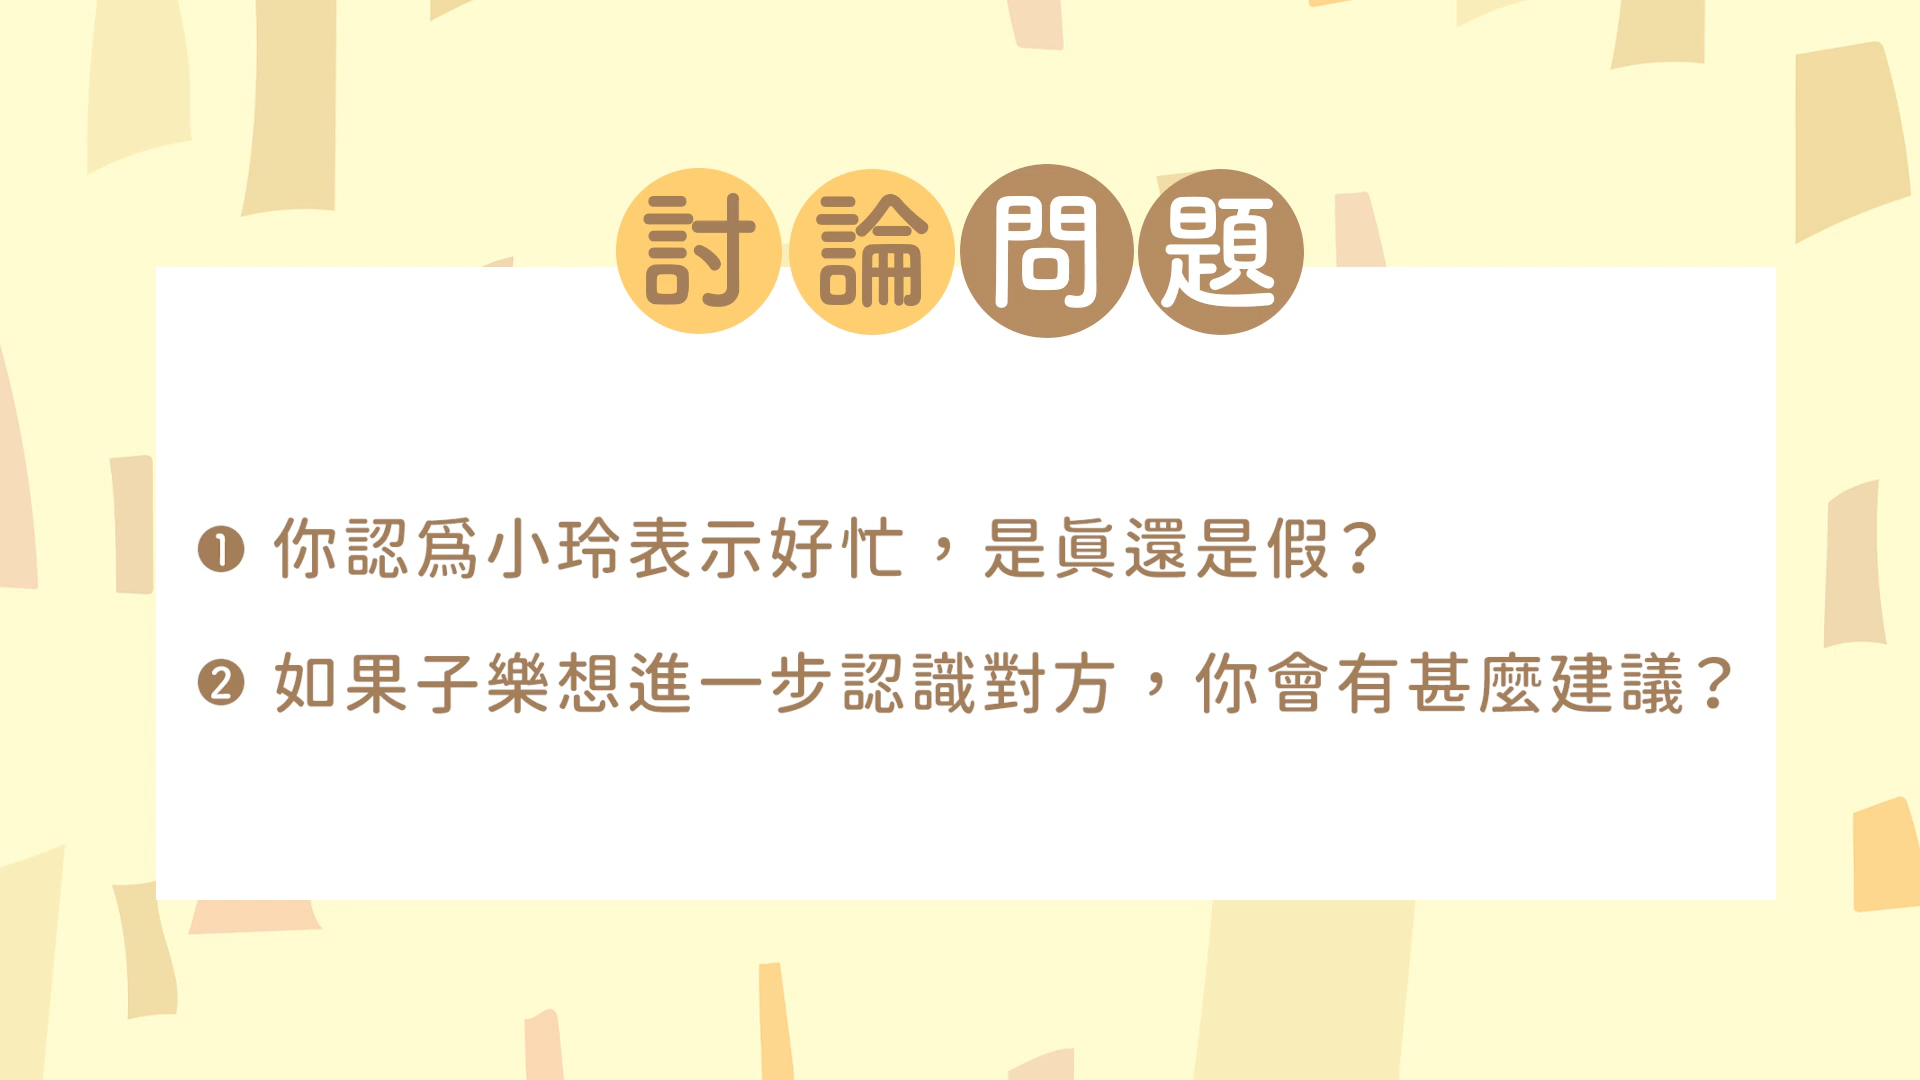 討論問題
❶ 你認爲小玲表示好忙，是眞還是假？
❷ 如果子樂想進一步認識對方，你會有甚麼建議？